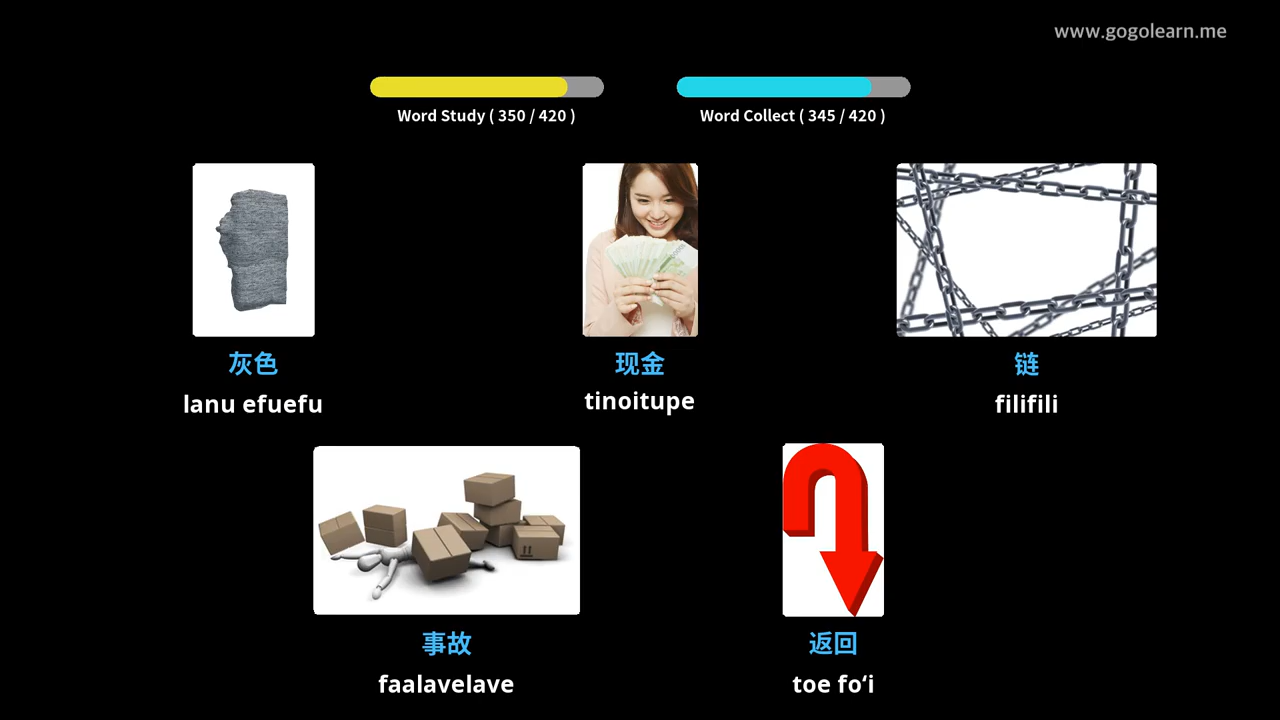 www.gogolearn.me
Word Study ( 350 / 420 )
Word Collect ( 345 / 420 )
灰色
现金
链
lanu efuefu
tinoitupe
filifili
事故
返回
faalavelave
toe foʻi